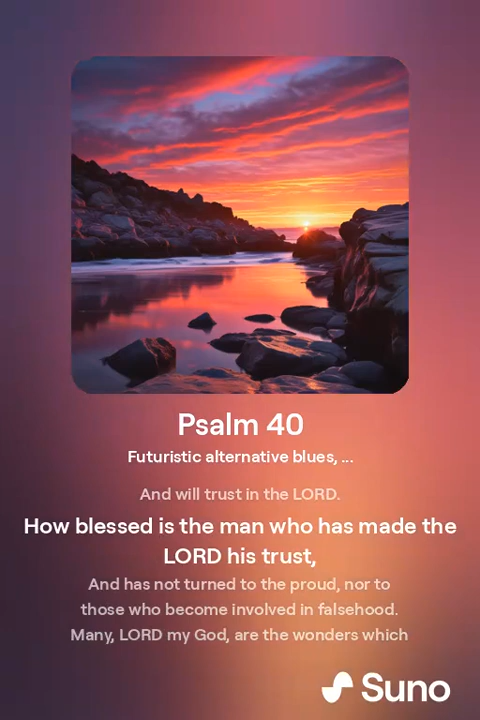 Psalm 40
Futuristic alternative blues, ...
And will trust in the LORD.
How blessed is the man who has made the
LORD his trust,
And has not turned to the proud, nor to
those who become involved in falsehood.
Many, LORD my God, are the wonders which
Suno